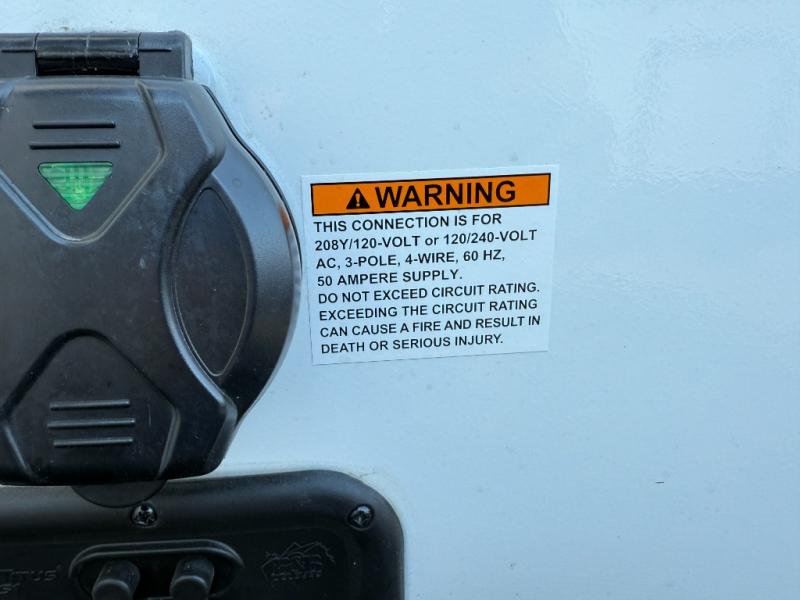 WARNING
THIS CONNECTION IS FOR
208Y/120-VOLT or 120/240-VOLT
AC, 3-POLE, 4-WIRE, 60 HZ,
50 AMPERE SUPPLY.
DO NOT EXCEED CIRCUIT RATING.
EXCEEDING THE CIRCUIT RATING
CAN CAUSE A FIRE AND RESULT IN
DEATH OR SERIOUS INJURY.